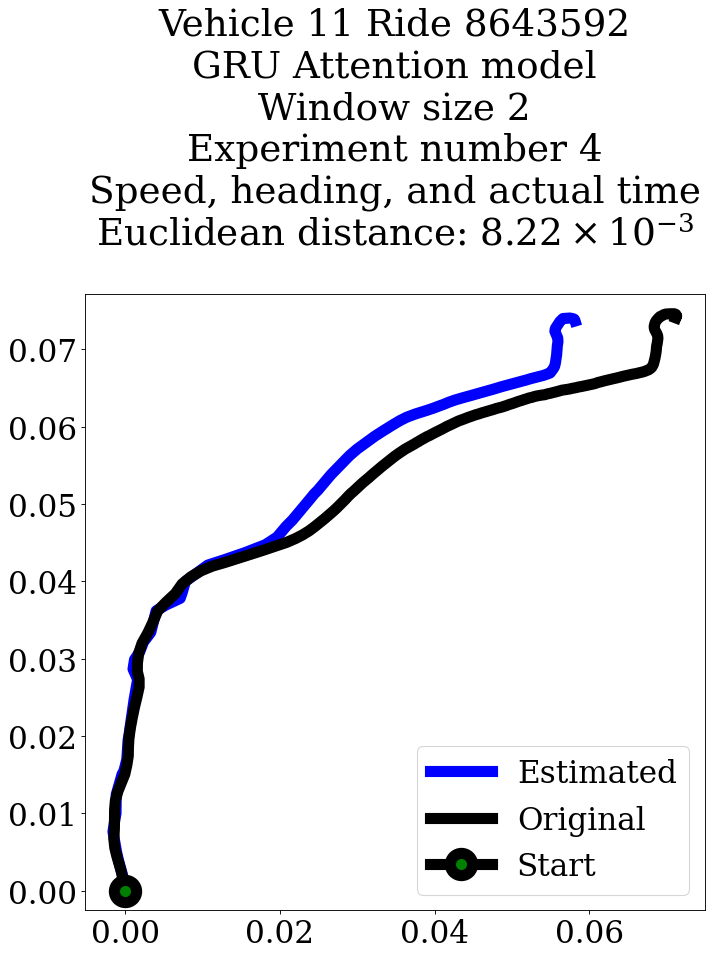 Vehicle 11 Ride 8643592
GRU Attention model
Window size 2
Experiment number 4
Speed, heading, and actual time
Euclidean distance: 8.22 × 10⁻³
0.07
0.06
0.05
0.04
0.03
0.02
0.01
0.00
Estimated
Original
Start
0.00 0.02 0.04 0.06